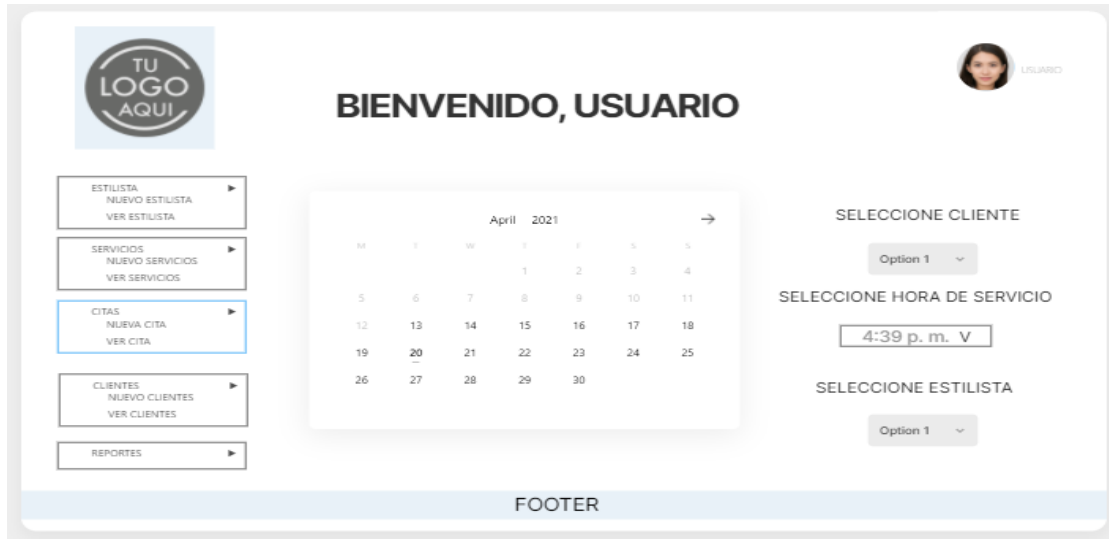 TU
LOGO
AQUI
USUARIO
BIENVENIDO, USUARIO
ESTILISTA ▶
NUEVO ESTILISTA
VER ESTILISTA
SERVICIOS ▶
NUEVO SERVICIOS
VER SERVICIOS
CITAS ▶
NUEVA CITA
VER CITA
CLIENTES ▶
NUEVO CLIENTES
VER CLIENTES
REPORTES ▶
April 2021 →
M T W T F S S
1 2 3 4
5 6 7 8 9 10 11
12 13 14 15 16 17 18
19 20 21 22 23 24 25
26 27 28 29 30
SELECCIONE CLIENTE
Option 1
SELECCIONE HORA DE SERVICIO
4:39 p. m. V
SELECCIONE ESTILISTA
Option 1
FOOTER